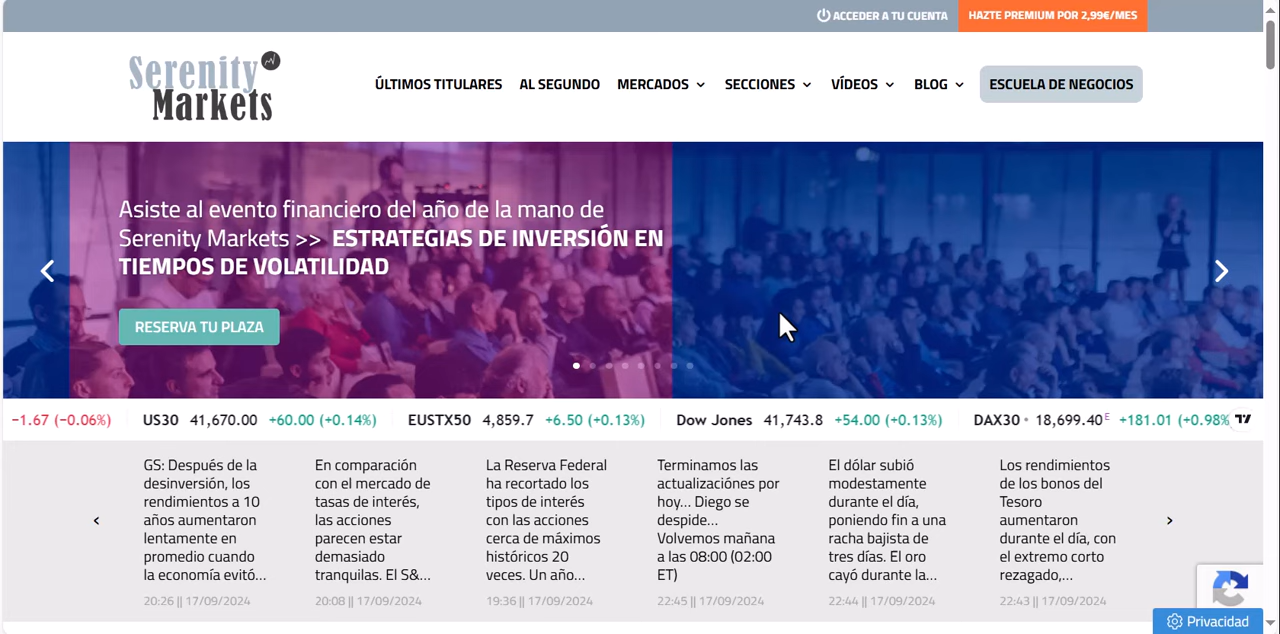 ACCEDER A TU CUENTA
HAZTE PREMIUM POR 2,99€/MES
Serenity
Markets
ÚLTIMOS TITULARES
AL SEGUNDO
MERCADOS
SECCIONES
VÍDEOS
BLOG
ESCUELA DE NEGOCIOS
Asiste al evento financiero del año de la mano de
Serenity Markets >> ESTRATEGIAS DE INVERSIÓN EN
TIEMPOS DE VOLATILIDAD
RESERVA TU PLAZA
−1.67 (−0.06%)
US30 41,670.00 +60.00 (+0.14%)
EUSTX50 4,859.7 +6.50 (+0.13%)
Dow Jones 41,743.8 +54.00 (+0.13%)
DAX30 • 18,699.40 E +181.01 (+0.98%
GS: Después de la
desinversión, los
rendimientos a 10
años aumentaron
lentamente en
promedio cuando
la economía evitó...
20:26 || 17/09/2024
En comparación
con el mercado de
tasas de interés,
las acciones
parecen estar
demasiado
tranquilas. El S&...
20:08 || 17/09/2024
La Reserva Federal
ha recortado los
tipos de interés
con las acciones
cerca de máximos
históricos 20
veces. Un año...
19:36 || 17/09/2024
Terminamos las
actualizaciónes por
hoy... Diego se
despide...
Volvemos mañana
a las 08:00 (02:00
ET)
22:45 || 17/09/2024
El dólar subió
modestamente
durante el día,
poniendo fin a una
racha bajista de
tres días. El oro
cayó durante la...
22:44 || 17/09/2024
Los rendimientos
de los bonos del
Tesoro
aumentaron
durante el día, con
el extremo corto
rezagado,...
22:43 || 17/09/2024
Privacidad